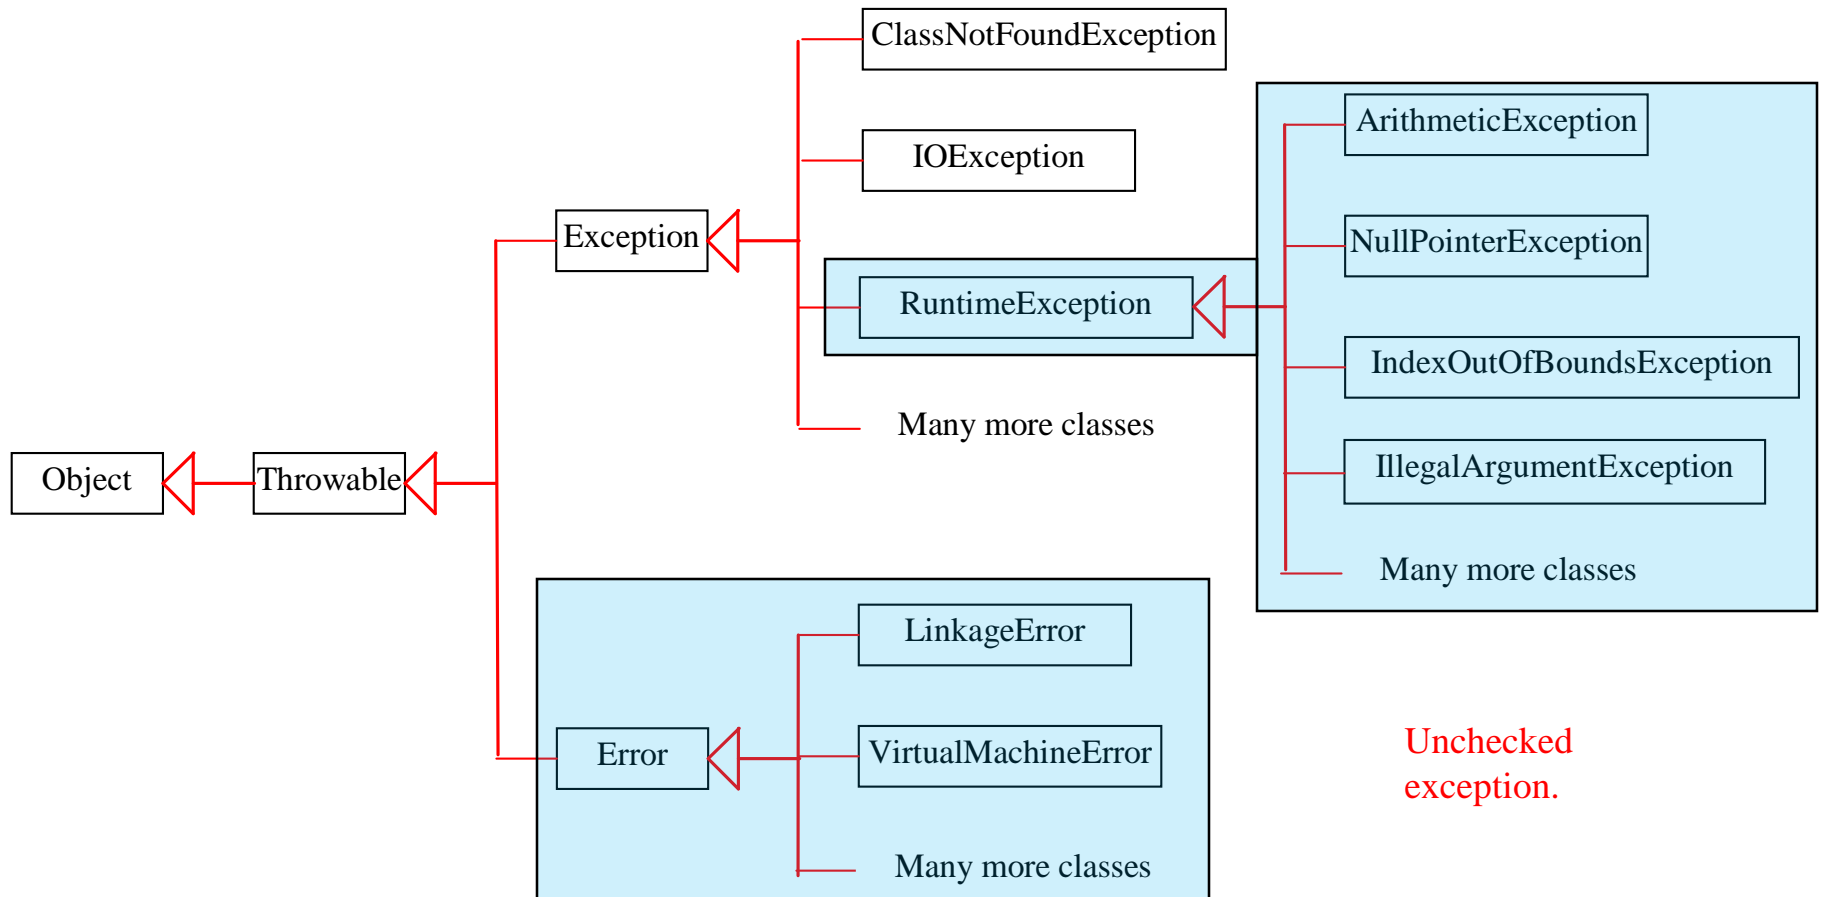 ClassNotFoundException
ArithmeticException
IOException
NullPointerException
Exception
RuntimeException
IndexOutOfBoundsException
Many more classes
IllegalArgumentException
Object
Throwable
Many more classes
LinkageError
Error
VirtualMachineError
Unchecked
exception.
Many more classes